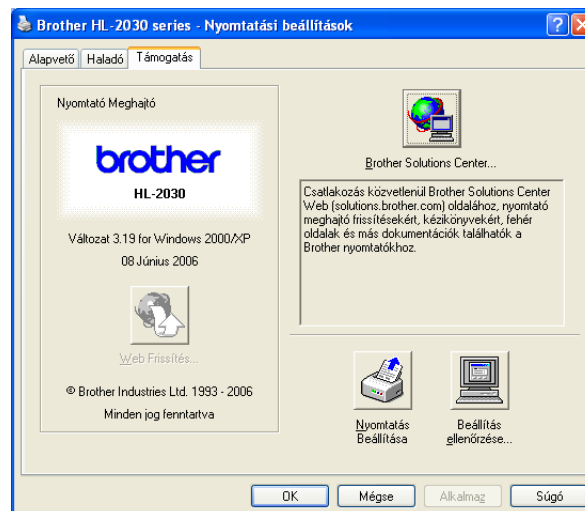 Brother HL-2030 series - Nyomtatási beállítások
Alapvető
Haladó
Támogatás
Nyomtató Meghajtó
brother
HL-2030
Változat 3.19 for Windows 2000/XP
08 Június 2006
Web Frissítés...
© Brother Industries Ltd. 1993 - 2006
Minden jog fenntartva
Brother Solutions Center...
Csatlakozás közvetlenül Brother Solutions Center
Web (solutions.brother.com) oldalához, nyomtató
meghajtó frissítésekért, kézikönyvekért, fehér
oldalak és más dokumentációk találhatók a
Brother nyomtatókhoz.
Nyomtatás
Beállítása
Beállítás
ellenőrzése...
OK
Mégse
Alkalmaz
Súgó